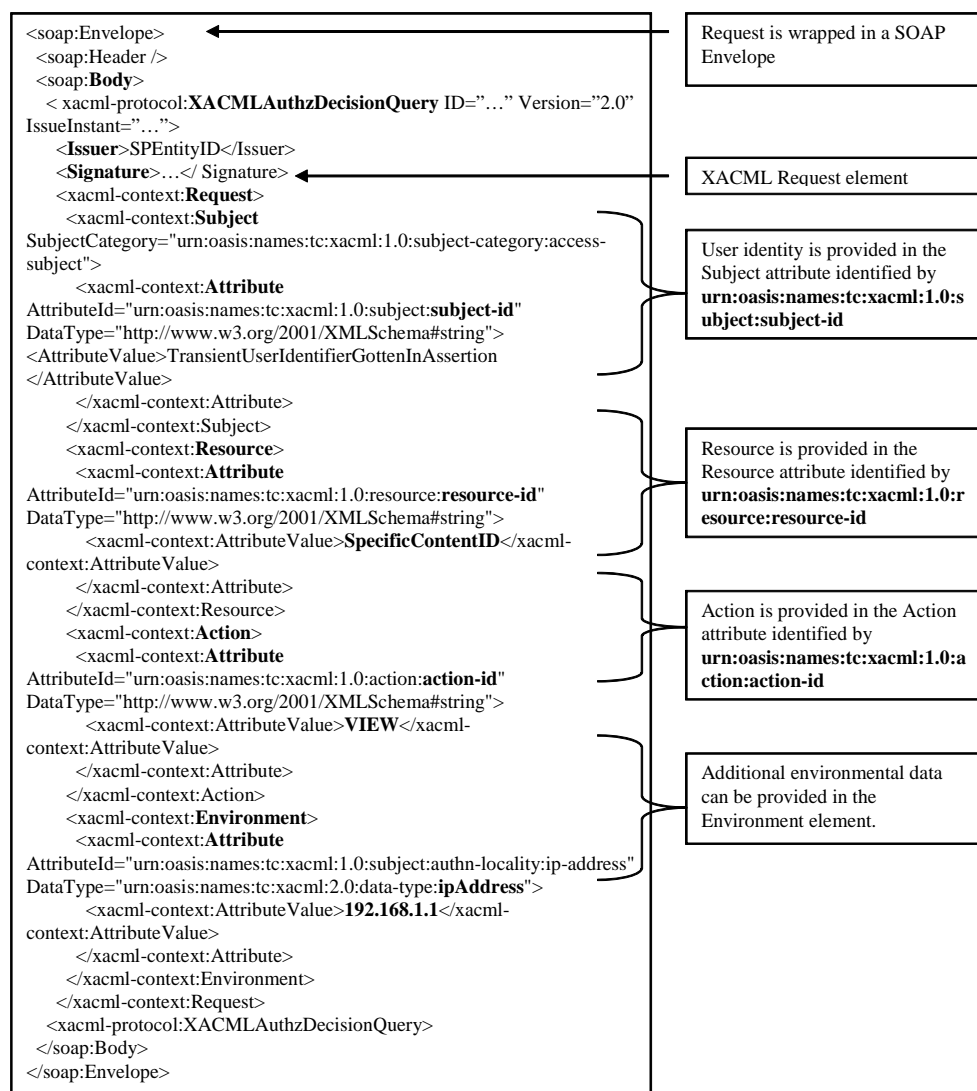 <soap:Envelope>
<soap:Header />
<soap:Body>
< xacml-protocol:XACMLAuthzDecisionQuery ID=”…” Version=”2.0”
IssueInstant=”…”>
<Issuer>SPEntityID</Issuer>
<Signature>…</ Signature>
<xacml-context:Request>
<xacml-context:Subject
SubjectCategory="urn:oasis:names:tc:xacml:1.0:subject-category:access-
subject">
<xacml-context:Attribute
AttributeId="urn:oasis:names:tc:xacml:1.0:subject:subject-id"
DataType="http://www.w3.org/2001/XMLSchema#string">
<AttributeValue>TransientUserIdentifierGottenInAssertion
</AttributeValue>
</xacml-context:Attribute>
</xacml-context:Subject>
<xacml-context:Resource>
<xacml-context:Attribute
AttributeId="urn:oasis:names:tc:xacml:1.0:resource:resource-id"
DataType="http://www.w3.org/2001/XMLSchema#string">
<xacml-context:AttributeValue>SpecificContentID</xacml-
context:AttributeValue>
</xacml-context:Attribute>
</xacml-context:Resource>
<xacml-context:Action>
<xacml-context:Attribute
AttributeId="urn:oasis:names:tc:xacml:1.0:action:action-id"
DataType="http://www.w3.org/2001/XMLSchema#string">
<xacml-context:AttributeValue>VIEW</xacml-
context:AttributeValue>
</xacml-context:Attribute>
</xacml-context:Action>
<xacml-context:Environment>
<xacml-context:Attribute
AttributeId="urn:oasis:names:tc:xacml:1.0:subject:authn-locality:ip-address"
DataType="urn:oasis:names:tc:xacml:2.0:data-type:ipAddress">
<xacml-context:AttributeValue>192.168.1.1</xacml-
context:AttributeValue>
</xacml-context:Attribute>
</xacml-context:Environment>
</xacml-context:Request>
<xacml-protocol:XACMLAuthzDecisionQuery>
</soap:Body>
</soap:Envelope>
Request is wrapped in a SOAP
Envelope
XACML Request element
User identity is provided in the
Subject attribute identified by
urn:oasis:names:tc:xacml:1.0:s
ubject:subject-id
Resource is provided in the
Resource attribute identified by
urn:oasis:names:tc:xacml:1.0:r
esource:resource-id
Action is provided in the Action
attribute identified by
urn:oasis:names:tc:xacml:1.0:a
ction:action-id
Additional environmental data
can be provided in the
Environment element.